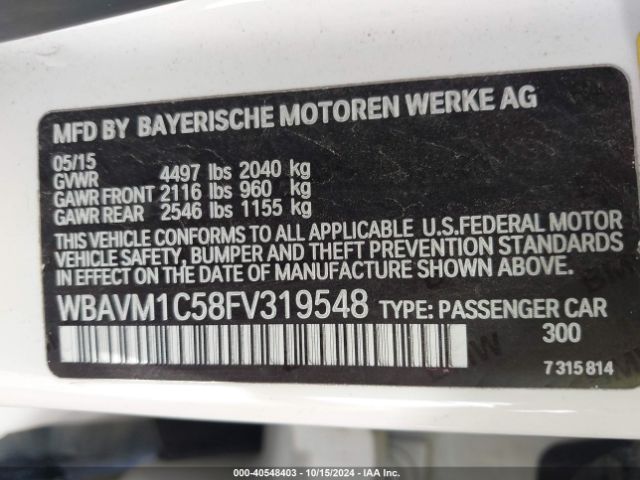 MFD BY BAYERISCHE MOTOREN WERKE AG
05/15
GVWR 4497 lbs 2040 kg
GAWR FRONT 2116 lbs 960 kg
GAWR REAR 2546 lbs 1155 kg
THIS VEHICLE CONFORMS TO ALL APPLICABLE U.S.FEDERAL MOTOR
VEHICLE SAFETY, BUMPER AND THEFT PREVENTION STANDARDS
IN EFFECT ON THE DATE OF MANUFACTURE SHOWN ABOVE.
WBAVM1C58FV319548 TYPE: PASSENGER CAR
300
7 315 814
000-40548403 | 10/15/2024 | IAA Inc.